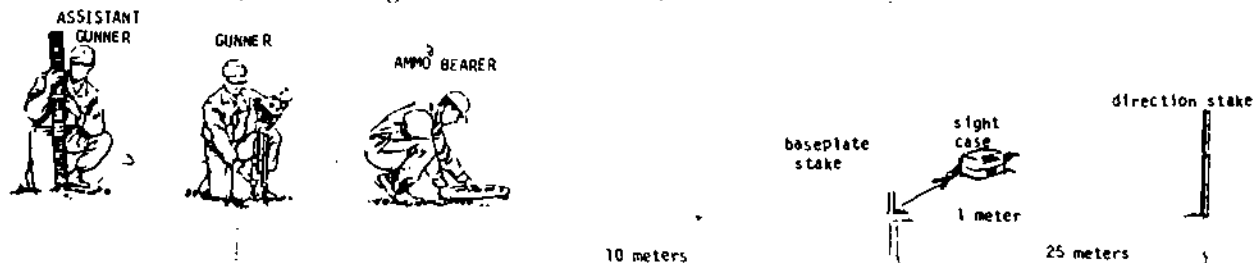 ASSISTANT
GUNNER
GUNNER
AMMO BEARER
baseplate
stake
sight
case
direction stake
1 meter
10 meters
25 meters